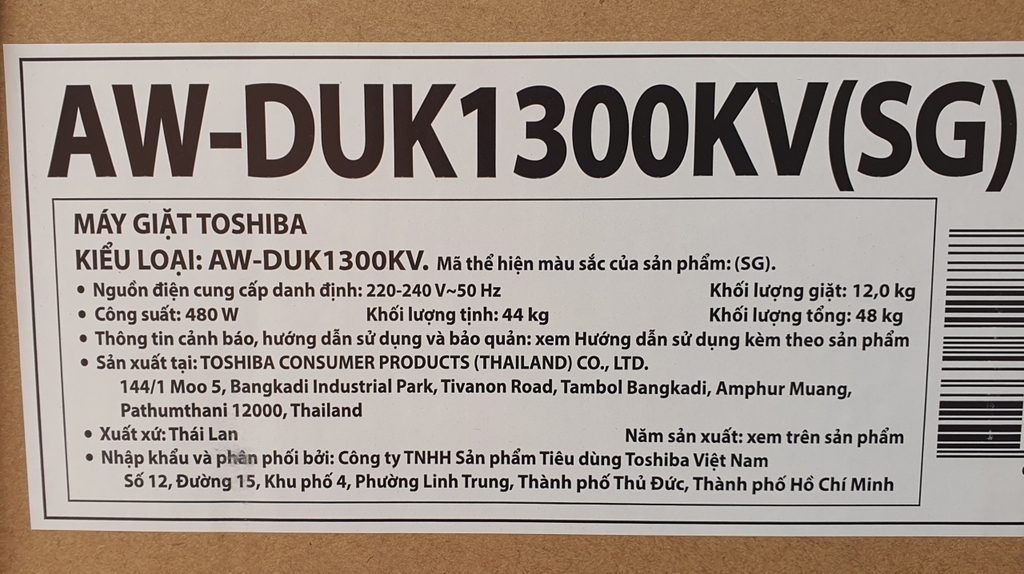 AW-DUK1300KV(SG)
MÁY GIẶT TOSHIBA
KIỂU LOẠI: AW-DUK1300KV. Mã thể hiện màu sắc của sản phẩm: (SG).
• Nguồn điện cung cấp danh định: 220-240 V~50 Hz Khối lượng giặt: 12,0 kg
• Công suất: 480 W Khối lượng tịnh: 44 kg Khối lượng tổng: 48 kg
• Thông tin cảnh báo, hướng dẫn sử dụng và bảo quản: xem Hướng dẫn sử dụng kèm theo sản phẩm
• Sản xuất tại: TOSHIBA CONSUMER PRODUCTS (THAILAND) CO., LTD.
144/1 Moo 5, Bangkadi Industrial Park, Tivanon Road, Tambol Bangkadi, Amphur Muang,
Pathumthani 12000, Thailand
• Xuất xứ: Thái Lan Năm sản xuất: xem trên sản phẩm
• Nhập khẩu và phân phối bởi: Công ty TNHH Sản phẩm Tiêu dùng Toshiba Việt Nam
Số 12, Đường 15, Khu phố 4, Phường Linh Trung, Thành phố Thủ Đức, Thành phố Hồ Chí Minh